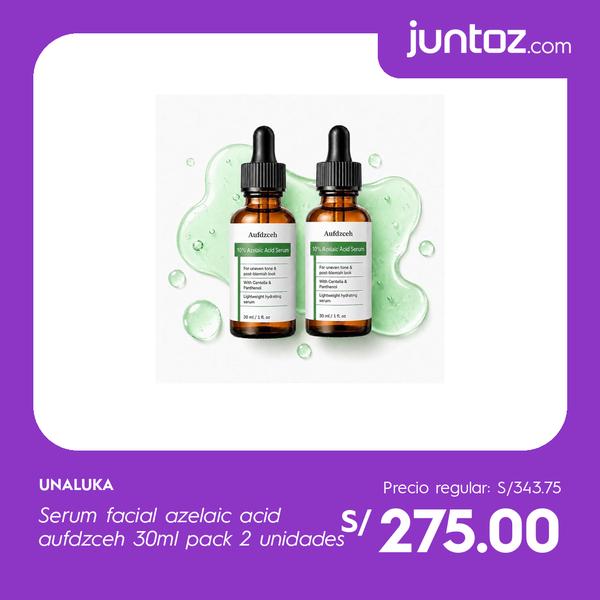 juntoz.com
Aufdzceh
10% Azelaic Acid Serum
For uneven tone &
post-blemish look
With Centella &
Panthenol
Lightweight hydrating
serum
30 ml / 1 fl. oz
Aufdzceh
10% Azelaic Acid Serum
For uneven tone &
post-blemish look
With Centella &
Panthenol
Lightweight hydrating
serum
30 ml / 1 fl. oz
UNALUKA
Serum facial azelaic acid
aufdzceh 30ml pack 2 unidades
Precio regular: S/343.75
S/ 275.00